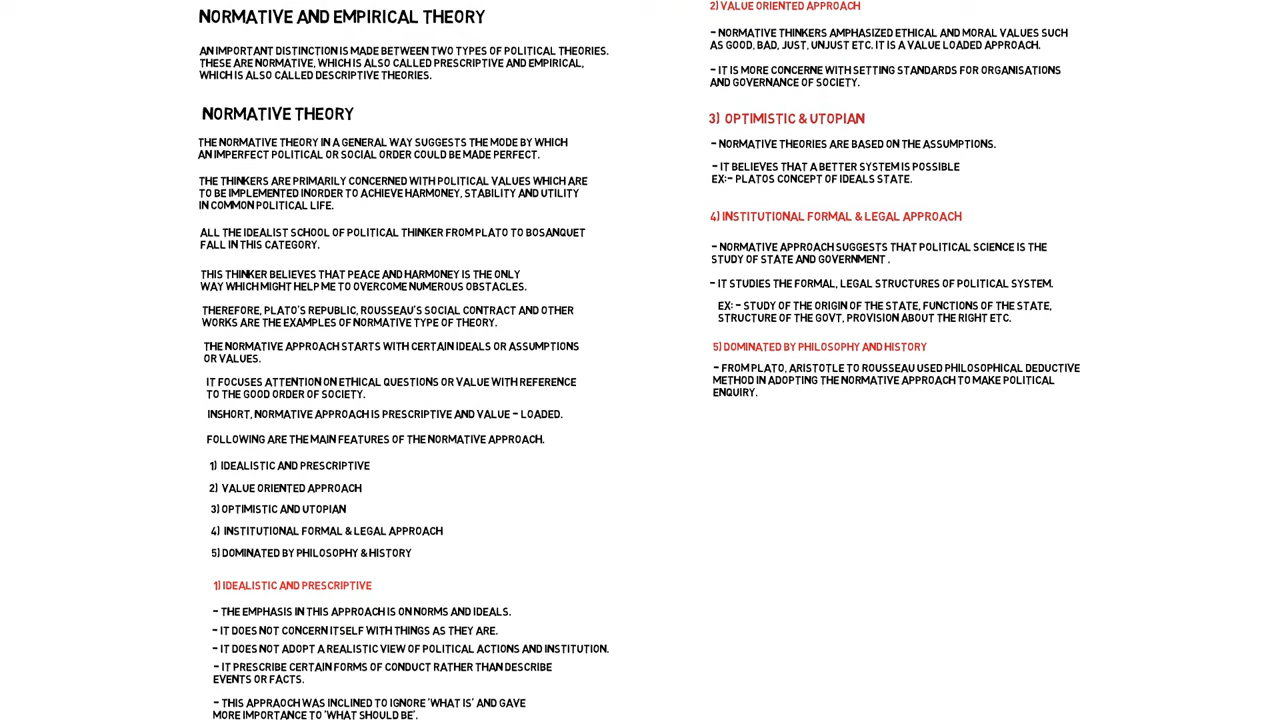 NORMATIVE AND EMPIRICAL THEORY
AN IMPORTANT DISTINCTION IS MADE BETWEEN TWO TYPES OF POLITICAL THEORIES.
THESE ARE NORMATIVE, WHICH IS ALSO CALLED PRESCRIPTIVE AND EMPIRICAL,
WHICH IS ALSO CALLED DESCRIPTIVE THEORIES.
NORMATIVE THEORY
THE NORMATIVE THEORY IN A GENERAL WAY SUGGESTS THE MODE BY WHICH
AN IMPERFECT POLITICAL OR SOCIAL ORDER COULD BE MADE PERFECT.
THE THINKERS ARE PRIMARILY CONCERNED WITH POLITICAL VALUES WHICH ARE
TO BE IMPLEMENTED INORDER TO ACHIEVE HARMONEY, STABILITY AND UTILITY
IN COMMON POLITICAL LIFE.
ALL THE IDEALIST SCHOOL OF POLITICAL THINKER FROM PLATO TO BOSANQUET
FALL IN THIS CATEGORY.
THIS THINKER BELIEVES THAT PEACE AND HARMONEY IS THE ONLY
WAY WHICH MIGHT HELP ME TO OVERCOME NUMEROUS OBSTACLES.
THEREFORE, PLATO'S REPUBLIC, ROUSSEAU'S SOCIAL CONTRACT AND OTHER
WORKS ARE THE EXAMPLES OF NORMATIVE TYPE OF THEORY.
THE NORMATIVE APPROACH STARTS WITH CERTAIN IDEALS OR ASSUMPTIONS
OR VALUES.
IT FOCUSES ATTENTION ON ETHICAL QUESTIONS OR VALUE WITH REFERENCE
TO THE GOOD ORDER OF SOCIETY.
INSHORT, NORMATIVE APPROACH IS PRESCRIPTIVE AND VALUE - LOADED.
FOLLOWING ARE THE MAIN FEATURES OF THE NORMATIVE APPROACH.
1) IDEALISTIC AND PRESCRIPTIVE
2) VALUE ORIENTED APPROACH
3) OPTIMISTIC AND UTOPIAN
4) INSTITUTIONAL FORMAL & LEGAL APPROACH
5) DOMINATED BY PHILOSOPHY & HISTORY
1) IDEALISTIC AND PRESCRIPTIVE
- THE EMPHASIS IN THIS APPROACH IS ON NORMS AND IDEALS.
- IT DOES NOT CONCERN ITSELF WITH THINGS AS THEY ARE.
- IT DOES NOT ADOPT A REALISTIC VIEW OF POLITICAL ACTIONS AND INSTITUTION.
- IT PRESCRIBE CERTAIN FORMS OF CONDUCT RATHER THAN DESCRIBE
EVENTS OR FACTS.
- THIS APPRAOCH WAS INCLINED TO IGNORE 'WHAT IS' AND GAVE
MORE IMPORTANCE TO 'WHAT SHOULD BE'.
2) VALUE ORIENTED APPROACH
- NORMATIVE THINKERS AMPHASIZED ETHICAL AND MORAL VALUES SUCH
AS GOOD, BAD, JUST, UNJUST ETC. IT IS A VALUE LOADED APPROACH.
- IT IS MORE CONCERNE WITH SETTING STANDARDS FOR ORGANISATIONS
AND GOVERNANCE OF SOCIETY.
3) OPTIMISTIC & UTOPIAN
- NORMATIVE THEORIES ARE BASED ON THE ASSUMPTIONS.
- IT BELIEVES THAT A BETTER SYSTEM IS POSSIBLE
EX:- PLATOS CONCEPT OF IDEALS STATE.
4) INSTITUTIONAL FORMAL & LEGAL APPROACH
- NORMATIVE APPROACH SUGGESTS THAT POLITICAL SCIENCE IS THE
STUDY OF STATE AND GOVERNMENT .
- IT STUDIES THE FORMAL, LEGAL STRUCTURES OF POLITICAL SYSTEM.
EX: - STUDY OF THE ORIGIN OF THE STATE, FUNCTIONS OF THE STATE,
STRUCTURE OF THE GOVT, PROVISION ABOUT THE RIGHT ETC.
5) DOMINATED BY PHILOSOPHY AND HISTORY
- FROM PLATO, ARISTOTLE TO ROUSSEAU USED PHILOSOPHICAL DEDUCTIVE
METHOD IN ADOPTING THE NORMATIVE APPROACH TO MAKE POLITICAL
ENQUIRY.